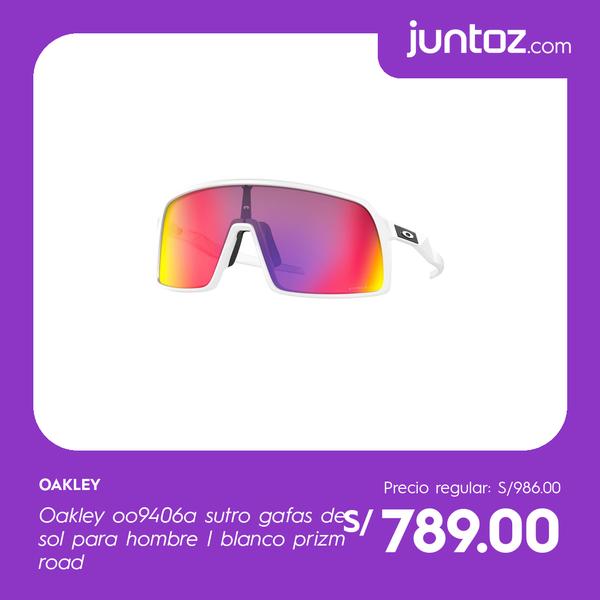 juntoz.com
OAKLEY
Oakley oo9406a sutro gafas de
sol para hombre | blanco prizm
road
Precio regular: S/986.00
S/ 789.00